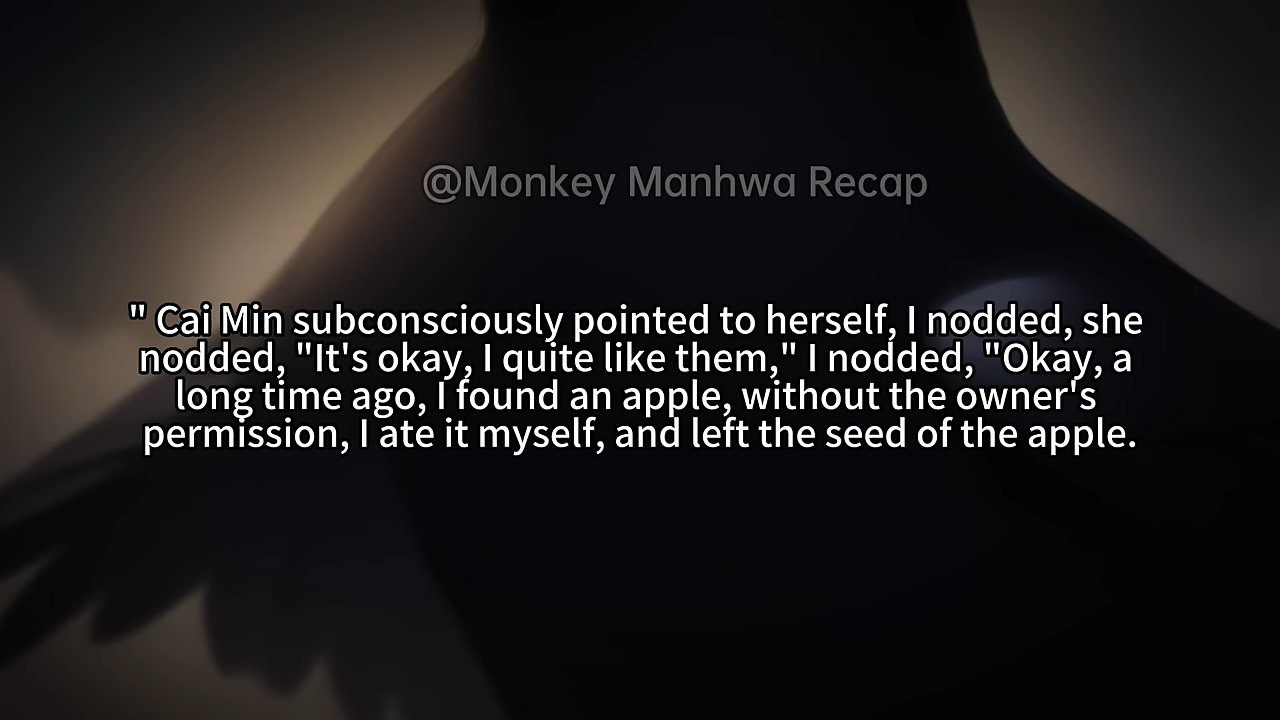 @Monkey Manhwa Recap
" Cai Min subconsciously pointed to herself, I nodded, she
nodded, "It's okay, I quite like them," I nodded, "Okay, a
long time ago, I found an apple, without the owner's
permission, I ate it myself, and left the seed of the apple.